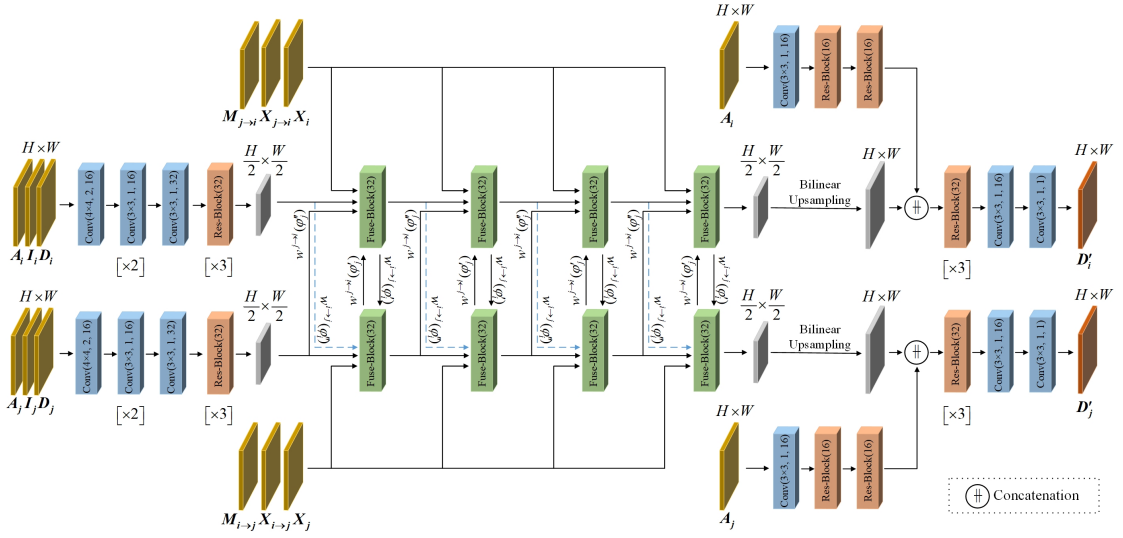 H×W
H×W
A_i
Conv(3×3, 1, 16)
Res-Block(16)
Res-Block(16)
M_{j→i} X_{j→i} X_i
H×W
A_i I_i D_i
Conv(4×4, 2, 16)
Conv(3×3, 1, 16)
[×2]
Conv(3×3, 1, 32)
Res-Block(32)
[×3]
H/2 × W/2
Fuse-Block(32)
Fuse-Block(32)
Fuse-Block(32)
Fuse-Block(32)
H/2 × W/2
Bilinear
Upsampling
H×W
Res-Block(32)
[×3]
Conv(3×3, 1, 16)
Conv(3×3, 1, 1)
H×W
D'_i
H×W
A_j I_j D_j
Conv(4×4, 2, 16)
Conv(3×3, 1, 16)
[×2]
Conv(3×3, 1, 32)
Res-Block(32)
[×3]
H/2 × W/2
Fuse-Block(32)
Fuse-Block(32)
Fuse-Block(32)
Fuse-Block(32)
H/2 × W/2
Bilinear
Upsampling
H×W
Res-Block(32)
[×3]
Conv(3×3, 1, 16)
Conv(3×3, 1, 1)
H×W
D'_j
M_{i→j} X_{i→j} X_j
H×W
A_j
Conv(3×3, 1, 16)
Res-Block(16)
Res-Block(16)
Concatenation